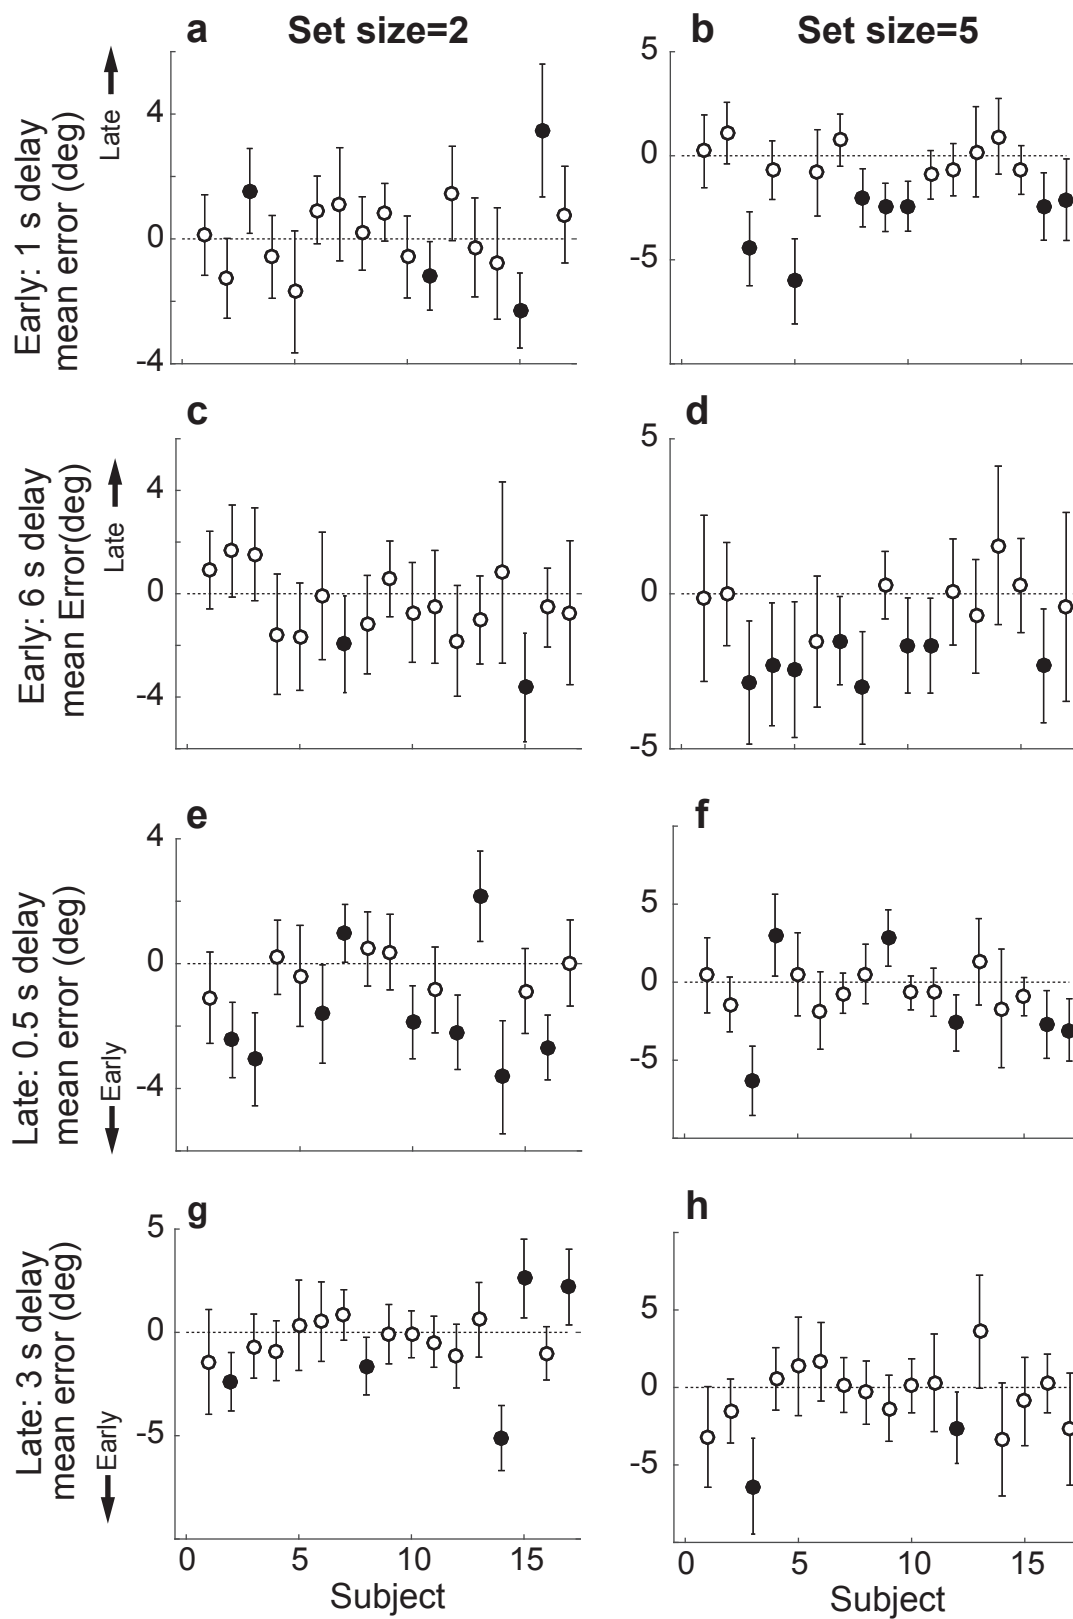 a Set size=2
b Set size=5
Early: 1 s delay
mean error (deg)
Late
4
0
-4
5
0
-5
c
d
Early: 6 s delay
mean Error(deg)
Late
4
0
-4
5
0
-5
e
f
Late: 0.5 s delay
mean error (deg)
Early
4
0
-4
5
0
-5
g
h
Late: 3 s delay
mean error (deg)
Early
5
0
-5
5
0
-5
0 5 10 15
0 5 10 15
Subject
Subject